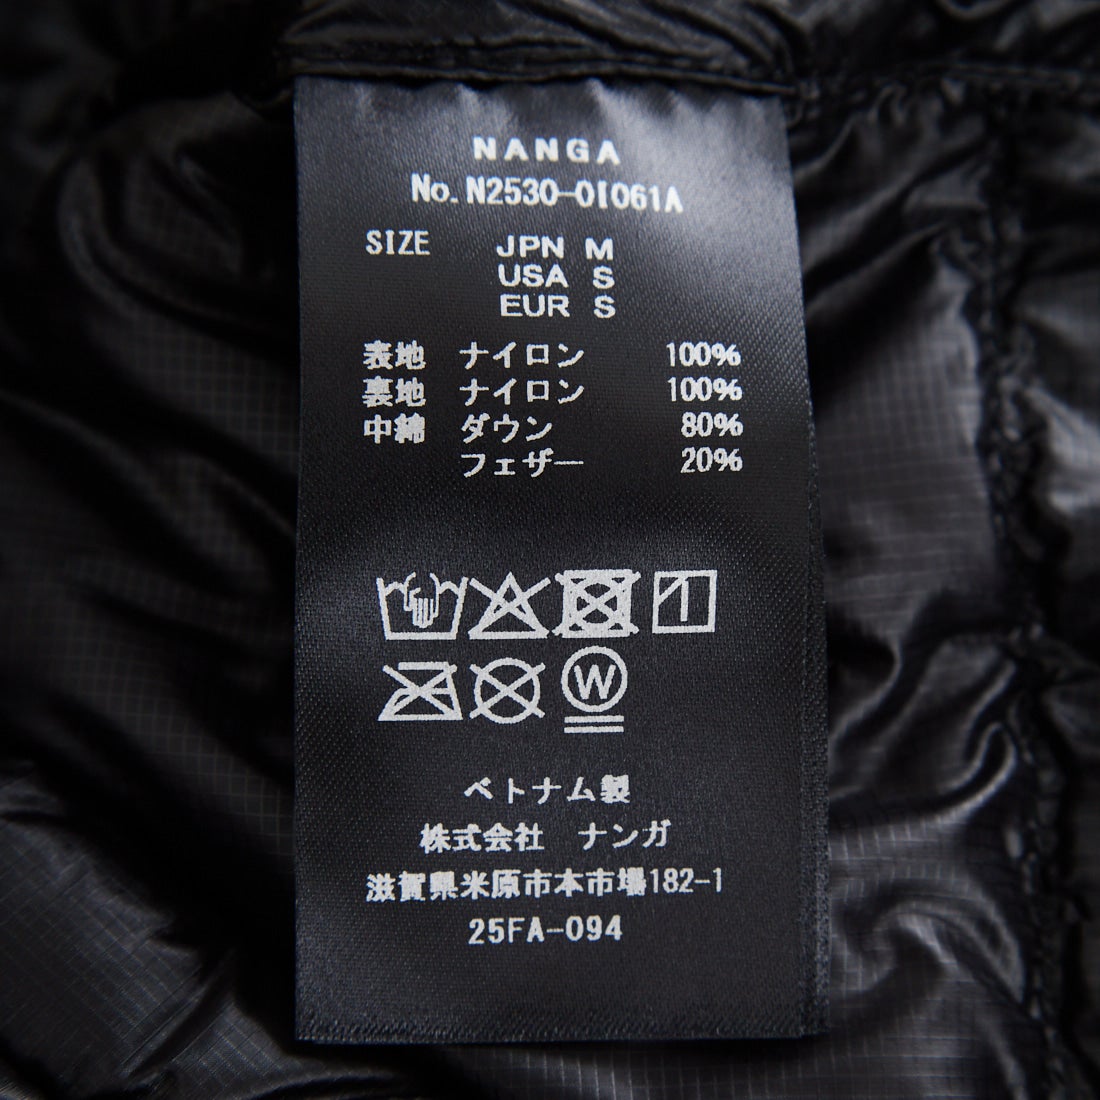 NANGA
No. N2530-0I061A
SIZE JPN M
USA S
EUR S
表地 ナイロン 100%
裏地 ナイロン 100%
中綿 ダウン 80%
フェザー 20%
W
ベトナム製
株式会社 ナンガ
滋賀県米原市本市場182-1
25FA-094